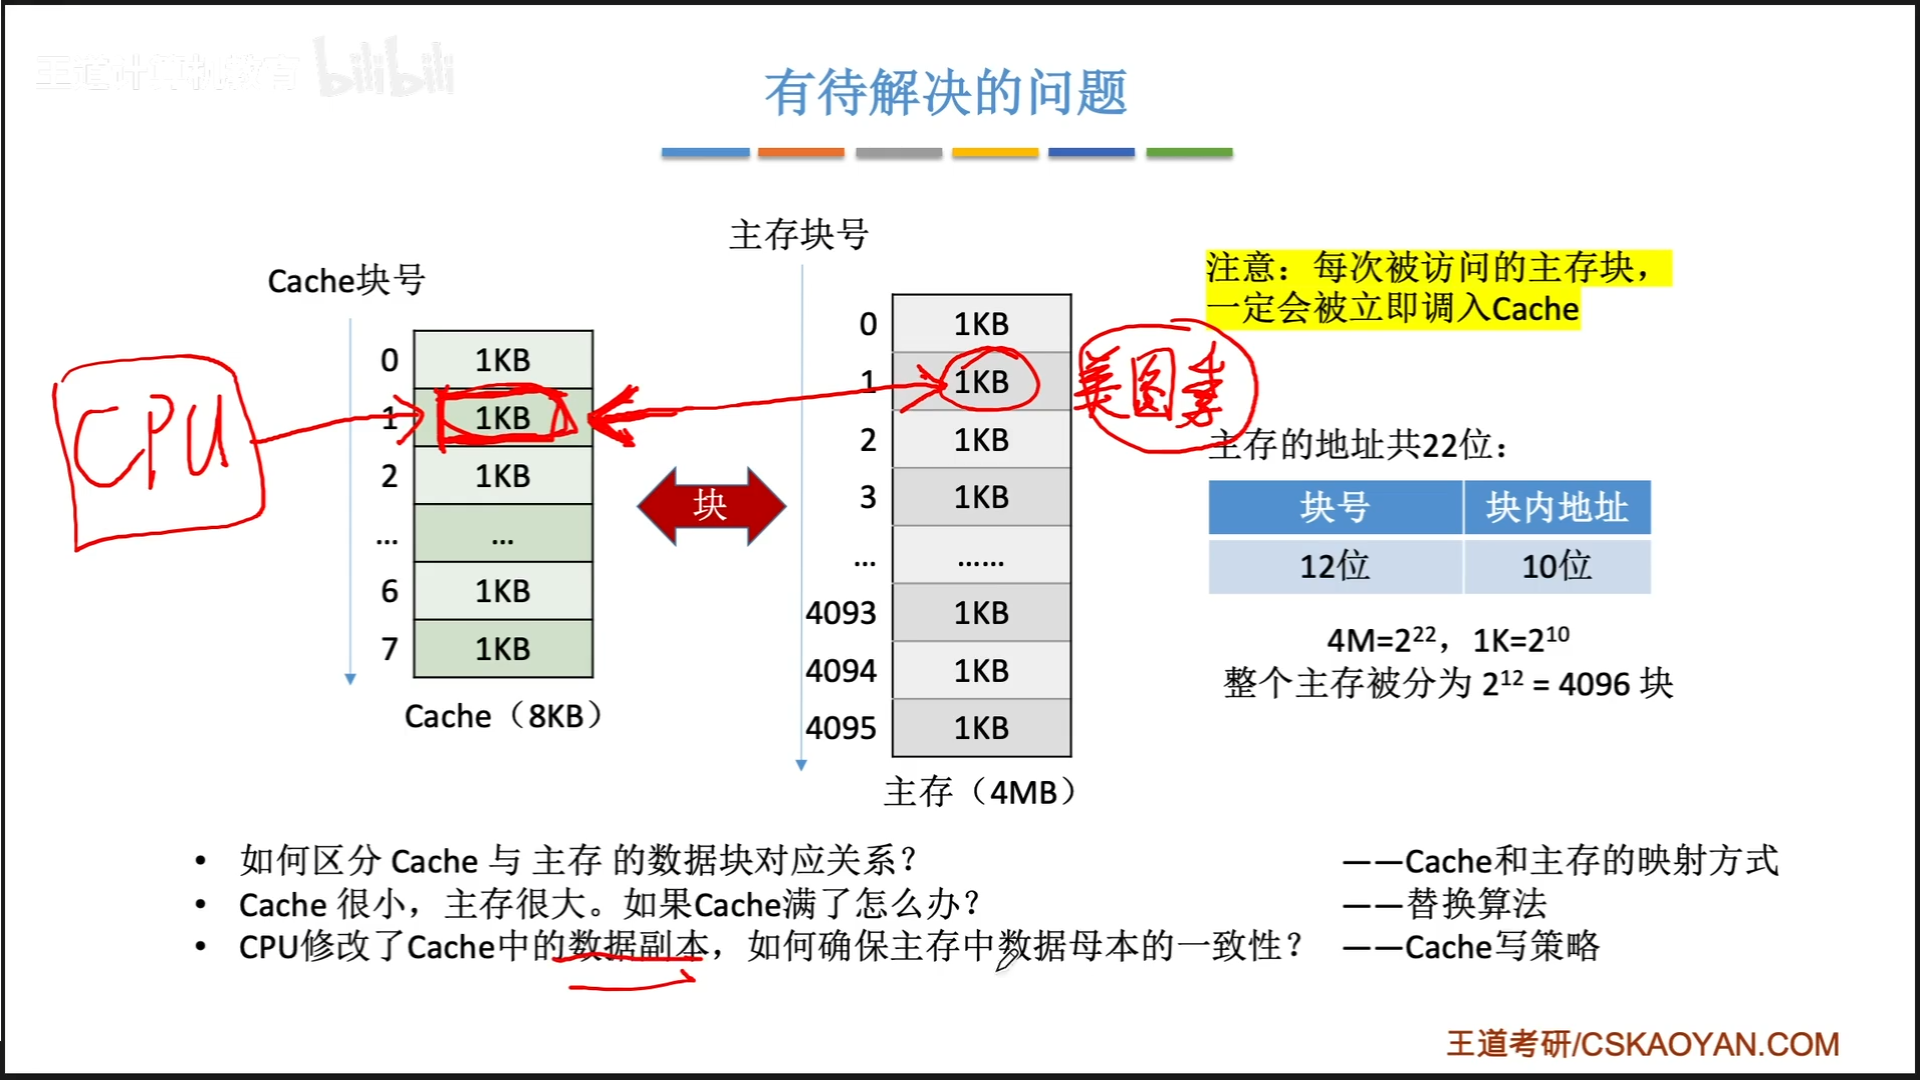 王道计算机教育 bilibili
有待解决的问题
Cache块号
0 1KB
1 1KB
2 1KB
... ...
6 1KB
7 1KB
Cache（8KB）
CPU
块
主存块号
0 1KB
1 1KB
2 1KB
3 1KB
... ......
4093 1KB
4094 1KB
4095 1KB
主存（4MB）
注意：每次被访问的主存块，
一定会被立即调入Cache
主存的地址共22位：
块号 块内地址
12位 10位
4M=2²²，1K=2¹⁰
整个主存被分为 2¹² = 4096 块
• 如何区分 Cache 与 主存 的数据块对应关系？ ——Cache和主存的映射方式
• Cache 很小，主存很大。如果Cache满了怎么办？ ——替换算法
• CPU修改了Cache中的数据副本，如何确保主存中数据母本的一致性？ ——Cache写策略
王道考研/CSKAOYAN.COM